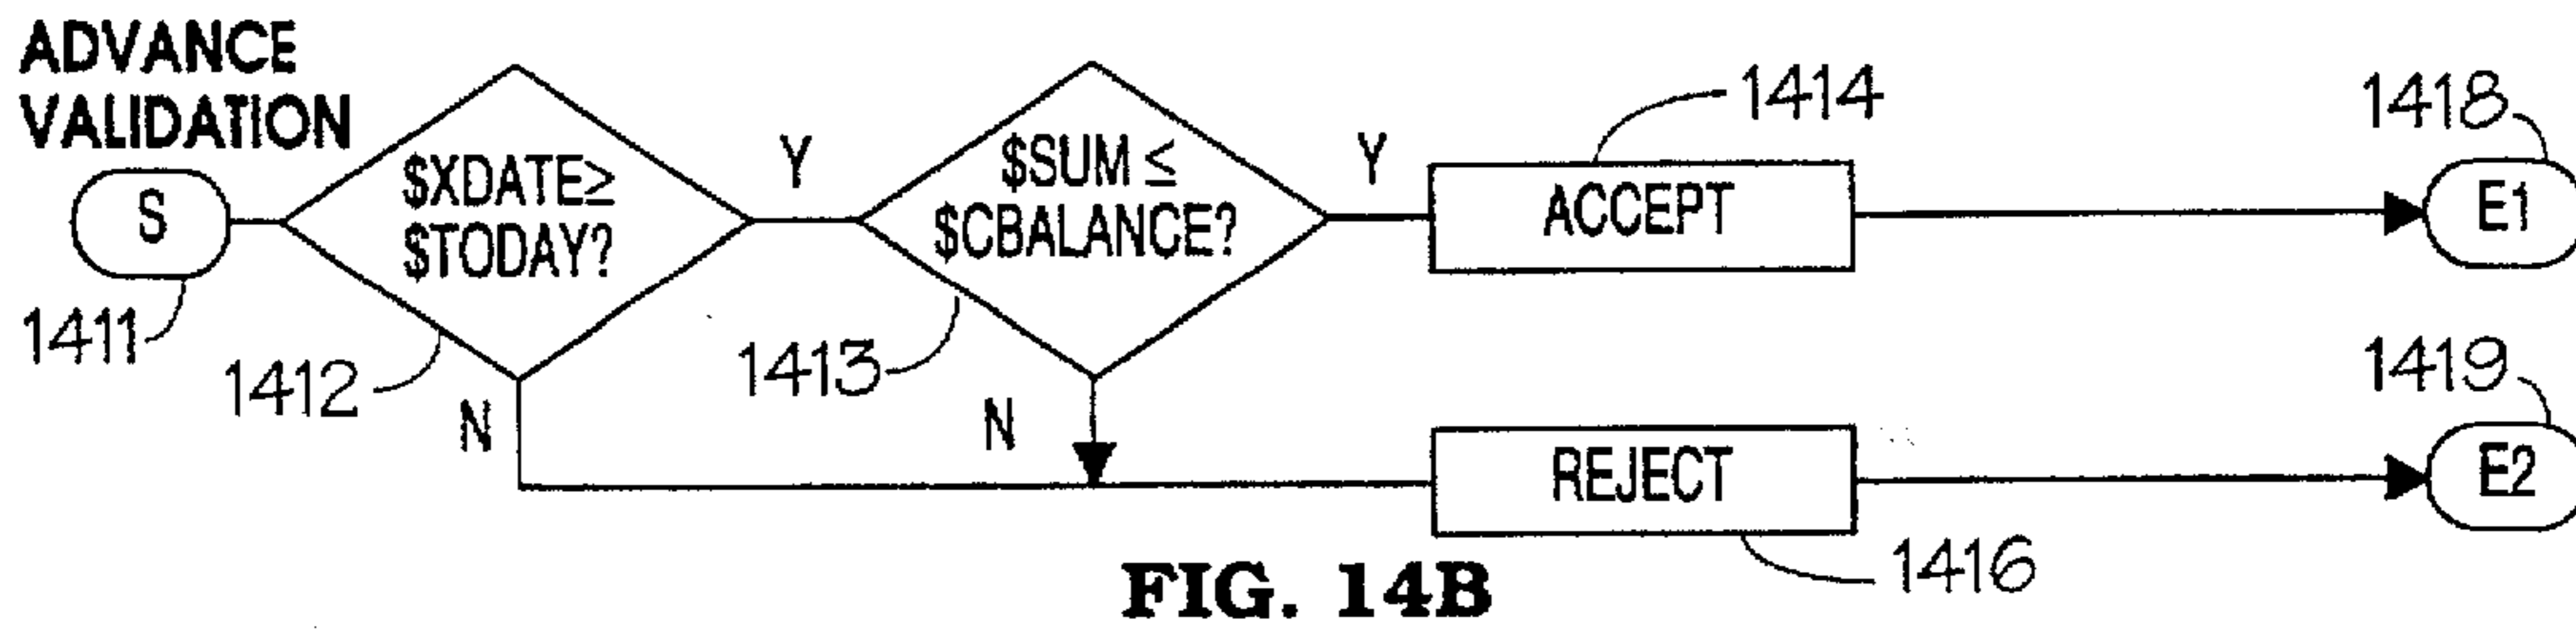 ADVANCE
VALIDATION
S
1411
$XDATE≥
$TODAY?
1412
Y
N
$SUM ≤
$CBALANCE?
1413
Y
N
ACCEPT
1414
E1
1418
REJECT
1416
E2
1419
FIG. 14B